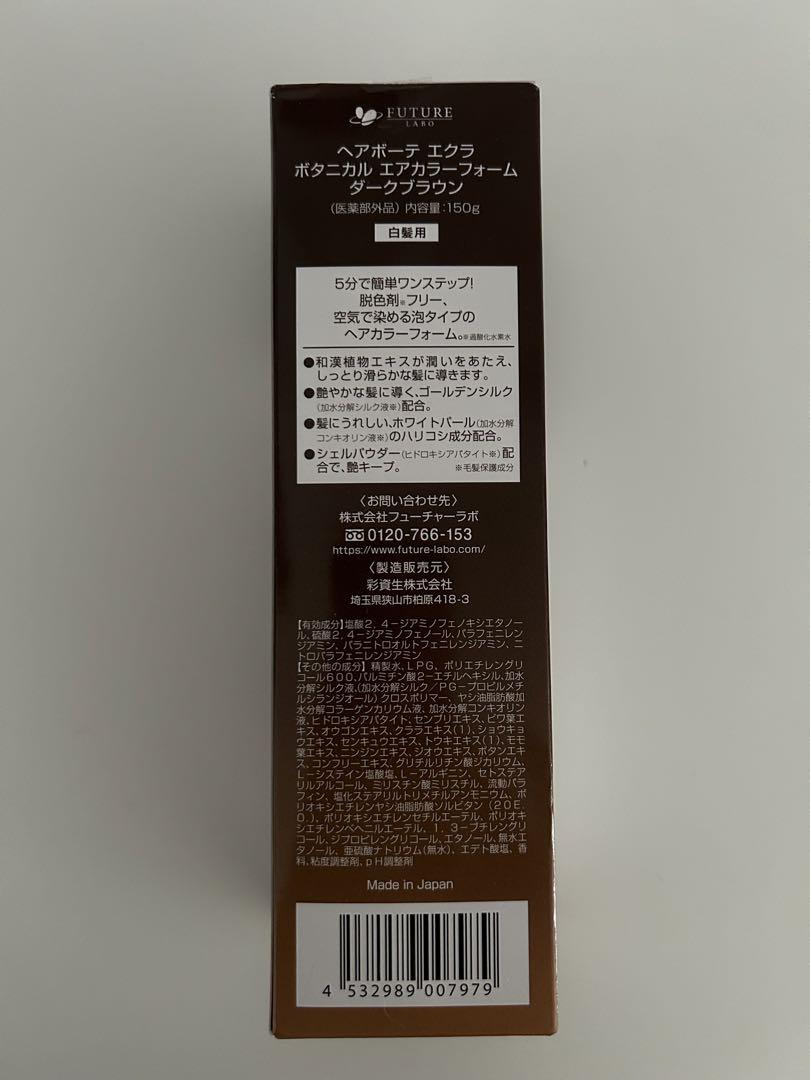 FUTURE
LABO
ヘアボーテ エクラ
ボタニカル エアカラーフォーム
ダークブラウン
(医薬部外品) 内容量:150g
白髪用
5分で簡単ワンステップ!
脱色剤※フリー、
空気で染める泡タイプの
ヘアカラーフォーム。※過酸化水素水
●和漢植物エキスが潤いをあたえ、
しっとり滑らかな髪に導きます。
●艶やかな髪に導く、ゴールデンシルク
(加水分解シルク液※)配合。
●髪にうれしい、ホワイトパール(加水分解
コンキオリン液※)のハリコシ成分配合。
●シェルパウダー(ヒドロキシアパタイト※)配
合で、艶キープ。 ※毛髪保護成分
〈お問い合わせ先〉
株式会社フューチャーラボ
0120-766-153
https://www.future-labo.com/
〈製造販売元〉
彩資生株式会社
埼玉県狭山市柏原418-3
【有効成分】塩酸2, 4-ジアミノフェノキシエタノー
ル、硫酸2, 4-ジアミノフェノール、パラフェニレン
ジアミン、パラニトロオルトフェニレンジアミン、ニ
トロパラフェニレンジアミン
【その他の成分】精製水、LPG、ポリエチレングリ
コール600、パルミチン酸2-エチルヘキシル、加水
分解シルク液、(加水分解シルク/PG-プロピルメチ
ルシランジオール) クロスポリマー、ヤシ油脂肪酸加
水分解コラーゲンカリウム液、加水分解コンキオリン
液、ヒドロキシアパタイト、センブリエキス、ビワ葉エ
キス、オウゴンエキス、クララエキス(1)、ショウキョ
ウエキス、センキュウエキス、トウキエキス(1)、モモ
葉エキス、ニンジンエキス、ジオウエキス、ボタンエキ
ス、コンフリーエキス、グリチルリチン酸ジカリウム、
L-システイン塩酸塩、L-アルギニン、セトステア
リルアルコール、ミリスチン酸ミリスチル、流動パラ
フィン、塩化ステアリルトリメチルアンモニウム、ポ
リオキシエチレンヤシ油脂肪酸ソルビタン (20E.
O.)、ポリオキシエチレンセチルエーテル、ポリオキ
シエチレンベヘニルエーテル、1, 3-ブチレングリ
コール、ジプロピレングリコール、エタノール、無水エ
タノール、亜硫酸ナトリウム(無水)、エデト酸塩、香
料、粘度調整剤、pH調整剤
Made in Japan
4 532989 007979